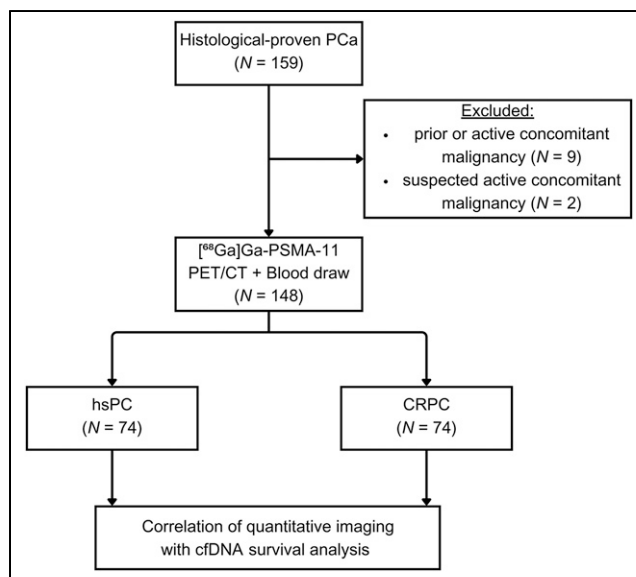 Histological-proven PCa
(N = 159)
Excluded:
• prior or active concomitant
malignancy (N = 9)
• suspected active concomitant
malignancy (N = 2)
[⁶⁸Ga]Ga-PSMA-11
PET/CT + Blood draw
(N = 148)
hsPC
(N = 74)
CRPC
(N = 74)
Correlation of quantitative imaging
with cfDNA survival analysis